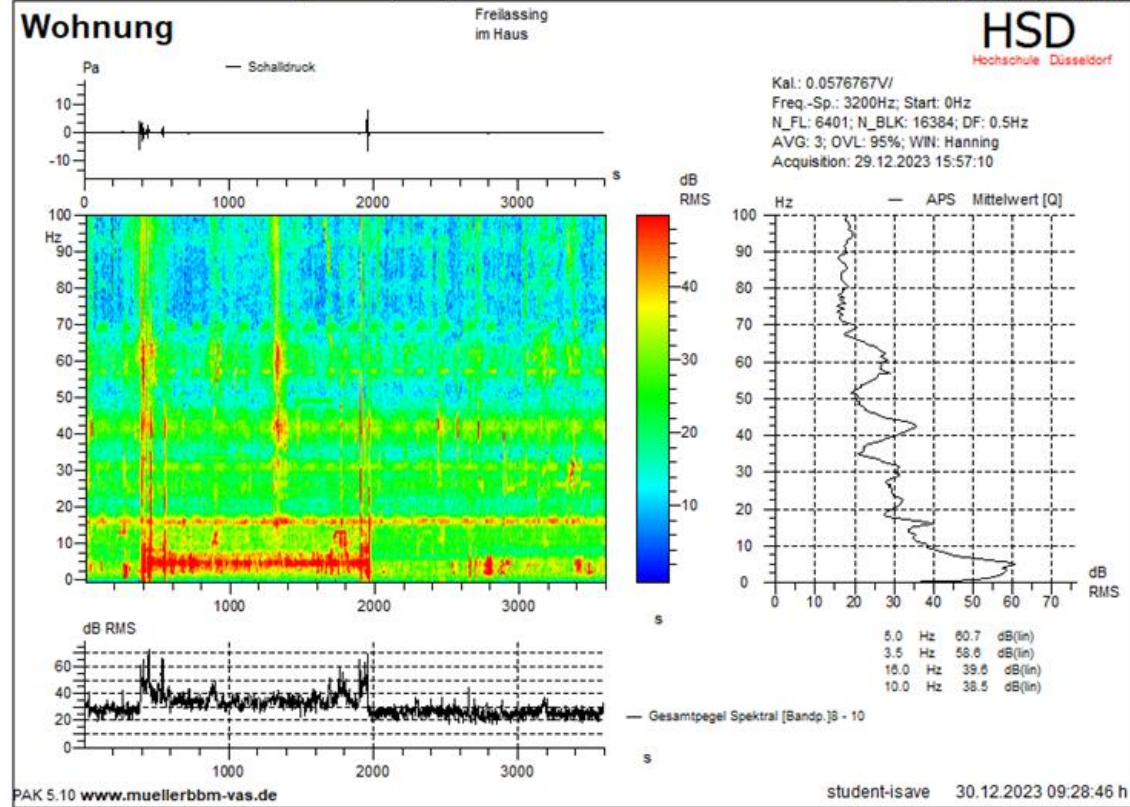 Wohnung
Freilassing
im Haus
HSD
Hochschule Düsseldorf
Pa
Schalldruck
10
0
-10
1000
2000
3000
s
Kal.: 0.0576767V/
Freq.-Sp.: 3200Hz; Start: 0Hz
N_FL: 6401; N_BLK: 16384; DF: 0.5Hz
AVG: 3; OVL: 95%; WIN: Hanning
Acquisition: 29.12.2023 15:57:10
100
Hz
90
80
70
60
50
40
30
20
10
0
1000
2000
3000
s
dB
RMS
40
30
20
10
Hz
APS Mittelwert [Q]
100
90
80
70
60
50
40
30
20
10
0
0 10 20 30 40 50 60 70
dB
RMS
5.0 Hz 60.7 dB(lin)
3.5 Hz 58.6 dB(lin)
16.0 Hz 39.6 dB(lin)
10.0 Hz 38.5 dB(lin)
dB RMS
60
40
20
0
1000
2000
3000
s
Gesamtpegel Spektral [Bandp.]8 - 10
PAK 5.10 www.muellerbbm-vas.de
student-isave 30.12.2023 09:28:46 h